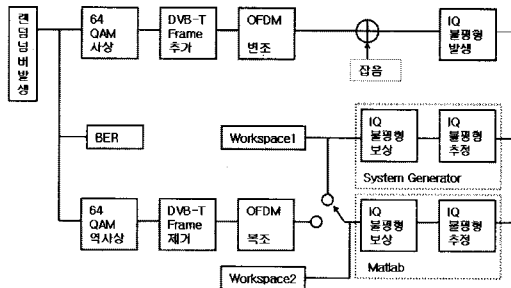 랜덤넘버발생
64
QAM
사상
DVB-T
Frame
추가
OFDM
변조
잡음
IQ
불평형
발생
BER
Workspace1
IQ
불평형
보상
IQ
불평형
추정
System Generator
64
QAM
역사상
DVB-T
Frame
제거
OFDM
복조
IQ
불평형
보상
IQ
불평형
추정
Matlab
Workspace2